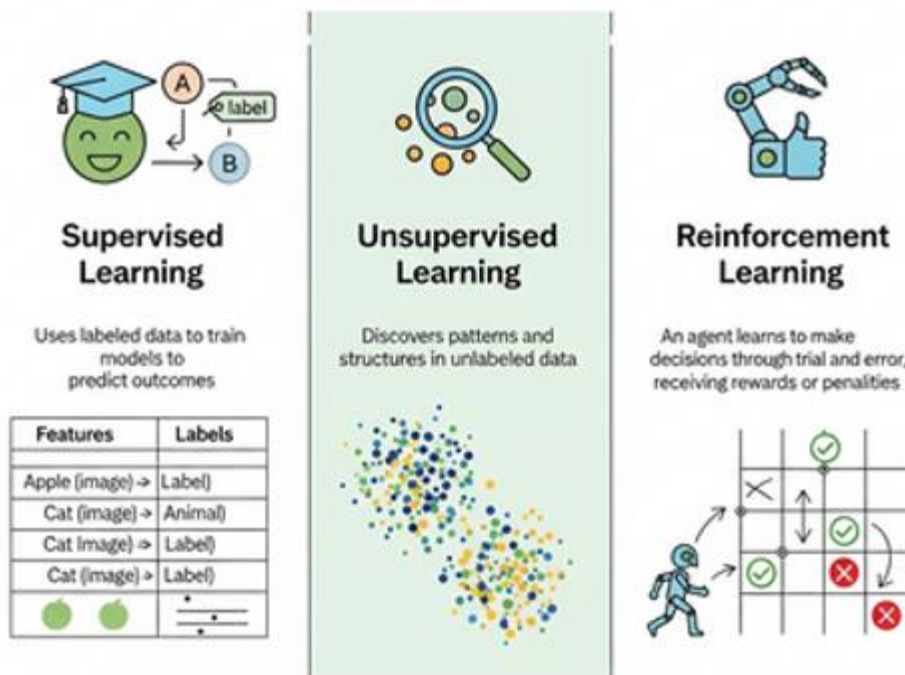 A
label
B
Supervised
Learning
Uses labeled data to train
models to
predict outcomes
Features Labels
Apple (image) → Label)
Cat (image) → Animal)
Cat Image) ⇒ Label)
Cat (image) → Label)
Unsupervised
Learning
Discovers patterns and
structures in unlabeled data
Reinforcement
Learning
An agent learns to make
decisions through trial and error,
receiving rewards or penalities